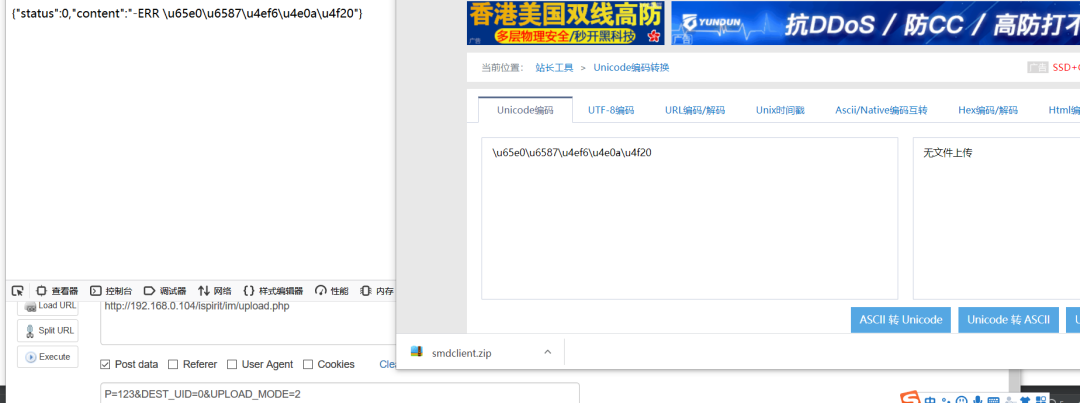 {"status":0,"content":"-ERR \u65e0\u6587\u4ef6\u4e0a\u4f20"}
香港美国双线高防
多层物理安全/秒开黑科技
广告
YUNDUN
抗DDoS / 防CC / 高防打不
广告
当前位置： 站长工具 > Unicode编码转换
广告 SSD+
Unicode编码 UTF-8编码 URL编码/解码 Unix时间戳 Ascii/Native编码互转 Hex编码/解码 Html编
\u65e0\u6587\u4ef6\u4e0a\u4f20
无文件上传
查看器 控制台 调试器 网络 样式编辑器 性能 内存
Load URL
http://192.168.0.104/ispirit/im/upload.php
ASCII 转 Unicode
Unicode 转 ASCII
Split URL
smdclient.zip
Execute
Post data Referer User Agent Cookies Clea
P=123&DEST_UID=0&UPLOAD_MODE=2
中